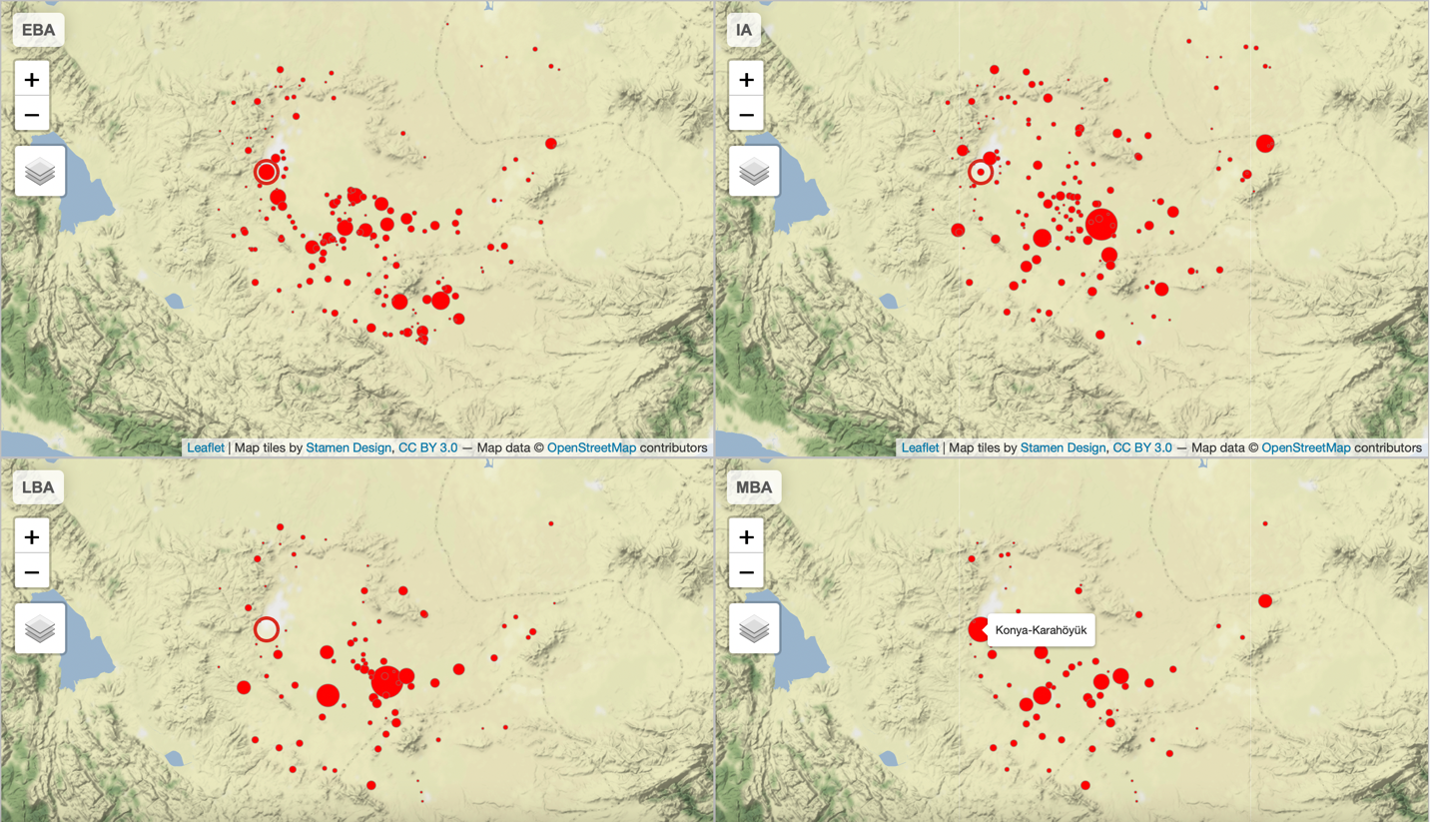 EBA
+
−
Leaflet | Map tiles by Stamen Design, CC BY 3.0 — Map data © OpenStreetMap contributors
IA
+
−
Leaflet | Map tiles by Stamen Design, CC BY 3.0 — Map data © OpenStreetMap contributors
LBA
+
−
MBA
+
−
Konya-Karahöyük